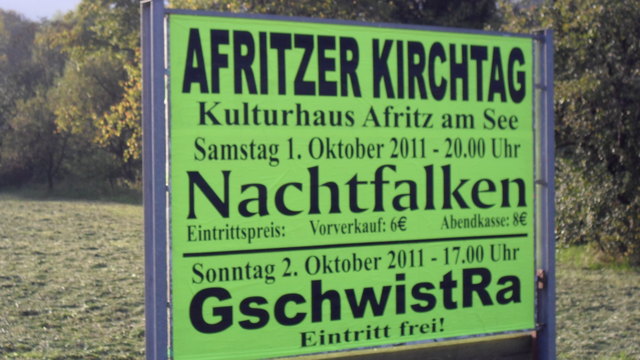 AFRITZER KIRCHTAG
Kulturhaus Afritz am See
Samstag 1. Oktober 2011 - 20.00 Uhr
Nachtfalken
Eintrittspreis: Vorverkauf: 6€ Abendkasse: 8€
Sonntag 2. Oktober 2011 - 17.00 Uhr
GschwistRa
Eintritt frei!